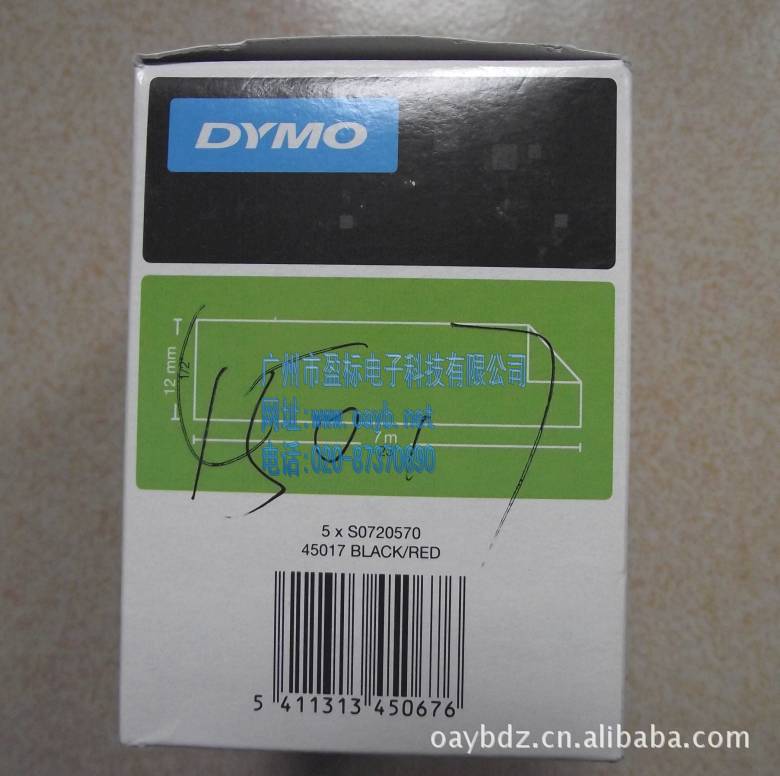 DYMO
12 mm
1/2"
广州市盈标电子科技有限公司
网址:www.oayb.net
7m
电话:020-87370690
45017
5 x S0720570
45017 BLACK/RED
5 411313 450676
oaybdz.cn.alibaba.com